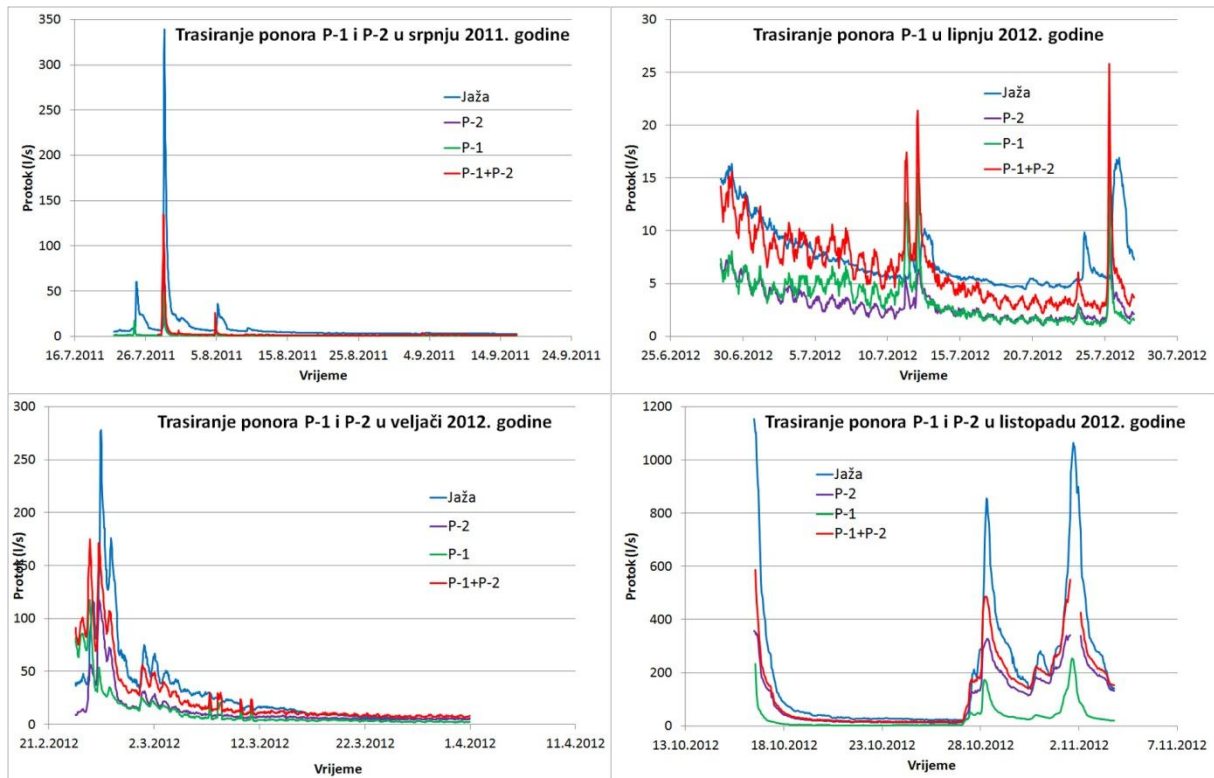 Trasiranje ponora P-1 i P-2 u srpnju 2011. godine
350
300
250
200
150
100
50
0
Protok (l/s)
Jaža
P-2
P-1
P-1+P-2
16.7.2011 26.7.2011 5.8.2011 15.8.2011 25.8.2011 4.9.2011 14.9.2011 24.9.2011
Vrijeme
Trasiranje ponora P-1 u lipnju 2012. godine
30
25
20
15
10
5
0
Protok (l/s)
Jaža
P-2
P-1
P-1+P-2
25.6.2012 30.6.2012 5.7.2012 10.7.2012 15.7.2012 20.7.2012 25.7.2012 30.7.2012
Vrijeme
Trasiranje ponora P-1 i P-2 u veljači 2012. godine
300
250
200
150
100
50
0
Protok (l/s)
Jaža
P-2
P-1
P-1+P-2
21.2.2012 2.3.2012 12.3.2012 22.3.2012 1.4.2012 11.4.2012
Vrijeme
Trasiranje ponora P-1 i P-2 u listopadu 2012. godine
1200
1000
800
600
400
200
0
Protok (l/s)
Jaža
P-2
P-1
P-1+P-2
13.10.2012 18.10.2012 23.10.2012 28.10.2012 2.11.2012 7.11.2012
Vrijeme